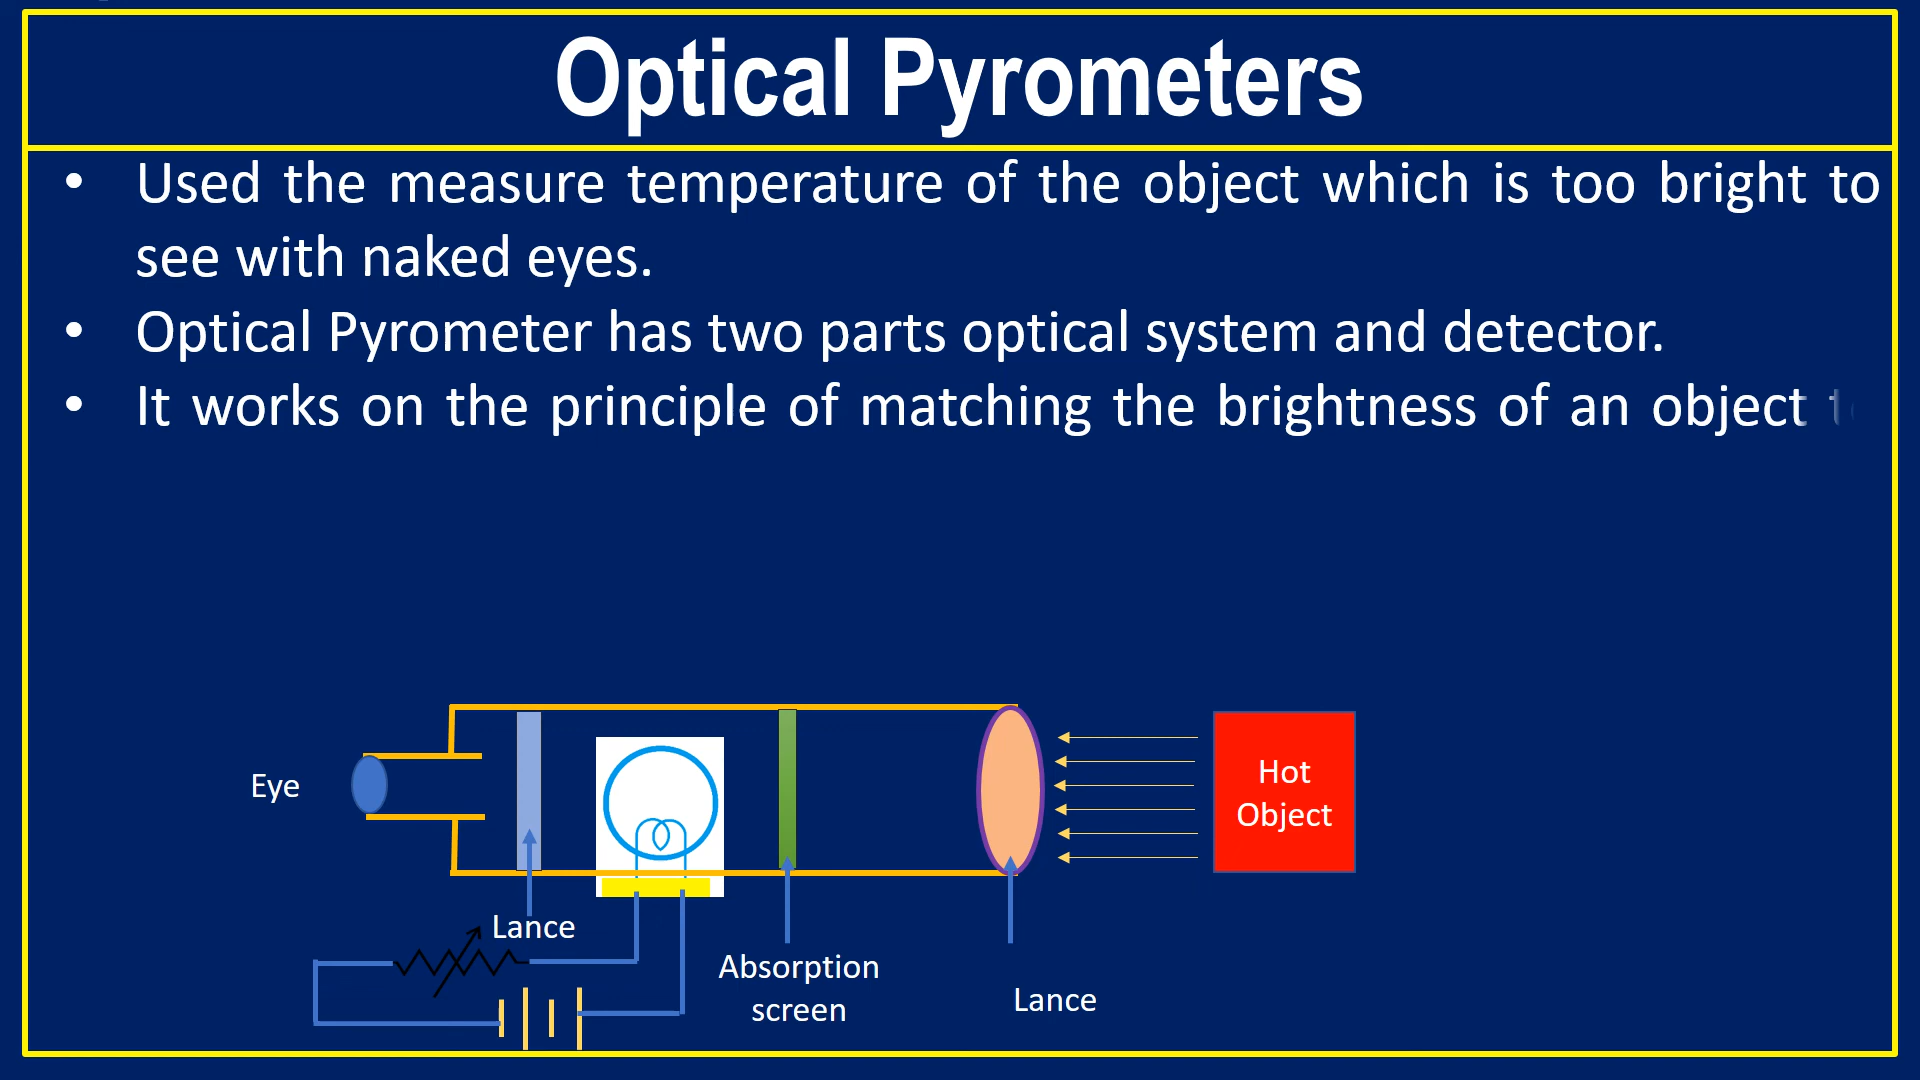 Optical Pyrometers
• Used the measure temperature of the object which is too bright to
see with naked eyes.
• Optical Pyrometer has two parts optical system and detector.
• It works on the principle of matching the brightness of an object
Eye
Hot
Object
Lance
Absorption
screen
Lance